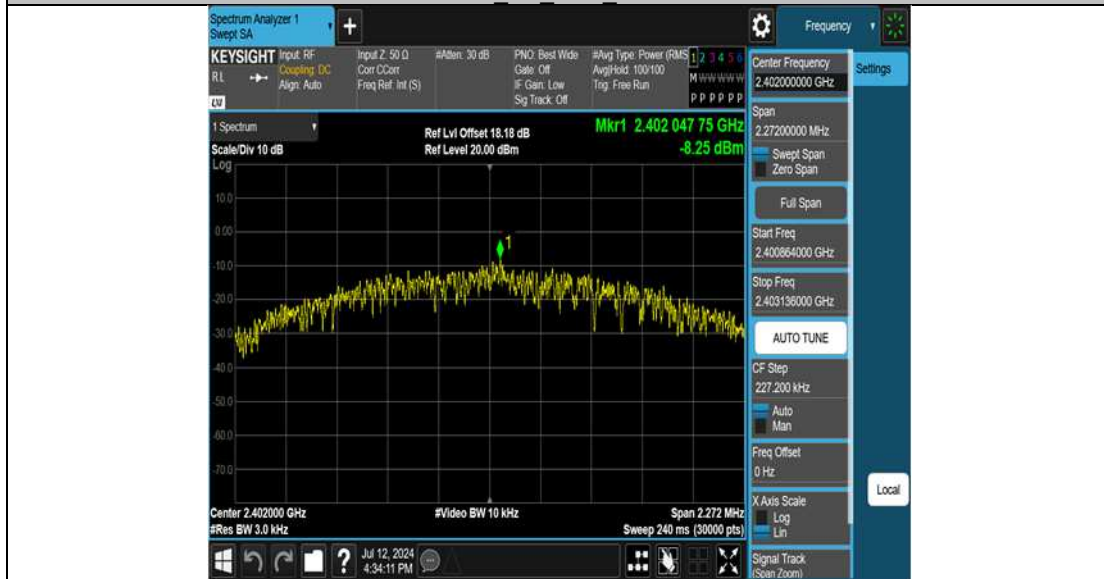 Spectrum Analyzer 1
Swept SA
+
Frequency
KEYSIGHT
RL
Input: RF
Coupling: DC
Align: Auto
Input Z: 50 Ω
Corr CCorr
Freq Ref: Int (S)
#Atten: 30 dB
PNO: Best Wide
Gate: Off
IF Gain: Low
Sig Track: Off
#Avg Type: Power (RMS
Avg|Hold: 100/100
Trig: Free Run
1 2 3 4 5 6
M W W W W W
P P P P P P
1 Spectrum
Scale/Div 10 dB
Ref Lvl Offset 18.18 dB
Ref Level 20.00 dBm
Mkr1 2.402 047 75 GHz
-8.25 dBm
Log
10.0
0.00
-10.0
-20.0
-30.0
-40.0
-50.0
-60.0
-70.0
1
Center 2.402000 GHz
#Res BW 3.0 kHz
#Video BW 10 kHz
Span 2.272 MHz
Sweep 240 ms (30000 pts)
Center Frequency
2.402000000 GHz
Settings
Span
2.27200000 MHz
Swept Span
Zero Span
Full Span
Start Freq
2.400864000 GHz
Stop Freq
2.403136000 GHz
AUTO TUNE
CF Step
227.200 kHz
Auto
Man
Freq Offset
0 Hz
X Axis Scale
Log
Lin
Local
Signal Track
(Span Zoom)
?
Jul 12, 2024
4:34:11 PM